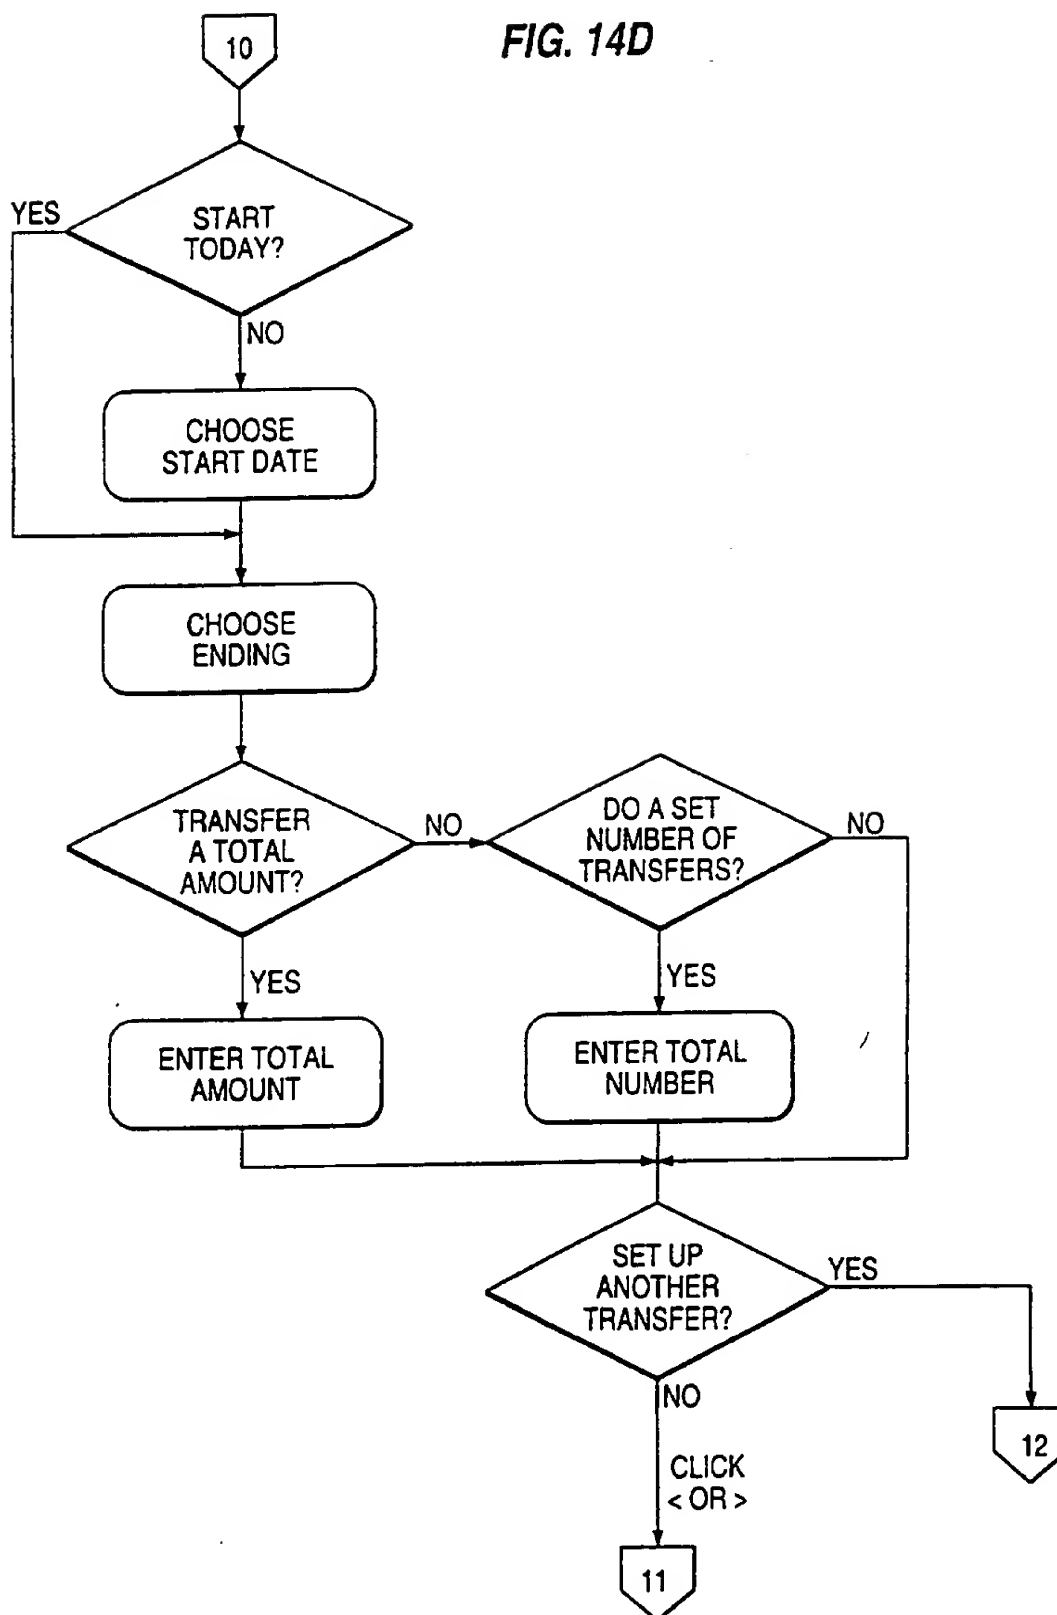 FIG. 14D
10
YES
START
TODAY?
NO
CHOOSE
START DATE
CHOOSE
ENDING
TRANSFER
A TOTAL
AMOUNT?
NO
DO A SET
NUMBER OF
TRANSFERS?
NO
YES
YES
ENTER TOTAL
AMOUNT
ENTER TOTAL
NUMBER
SET UP
ANOTHER
TRANSFER?
YES
NO
12
CLICK
< OR >
11